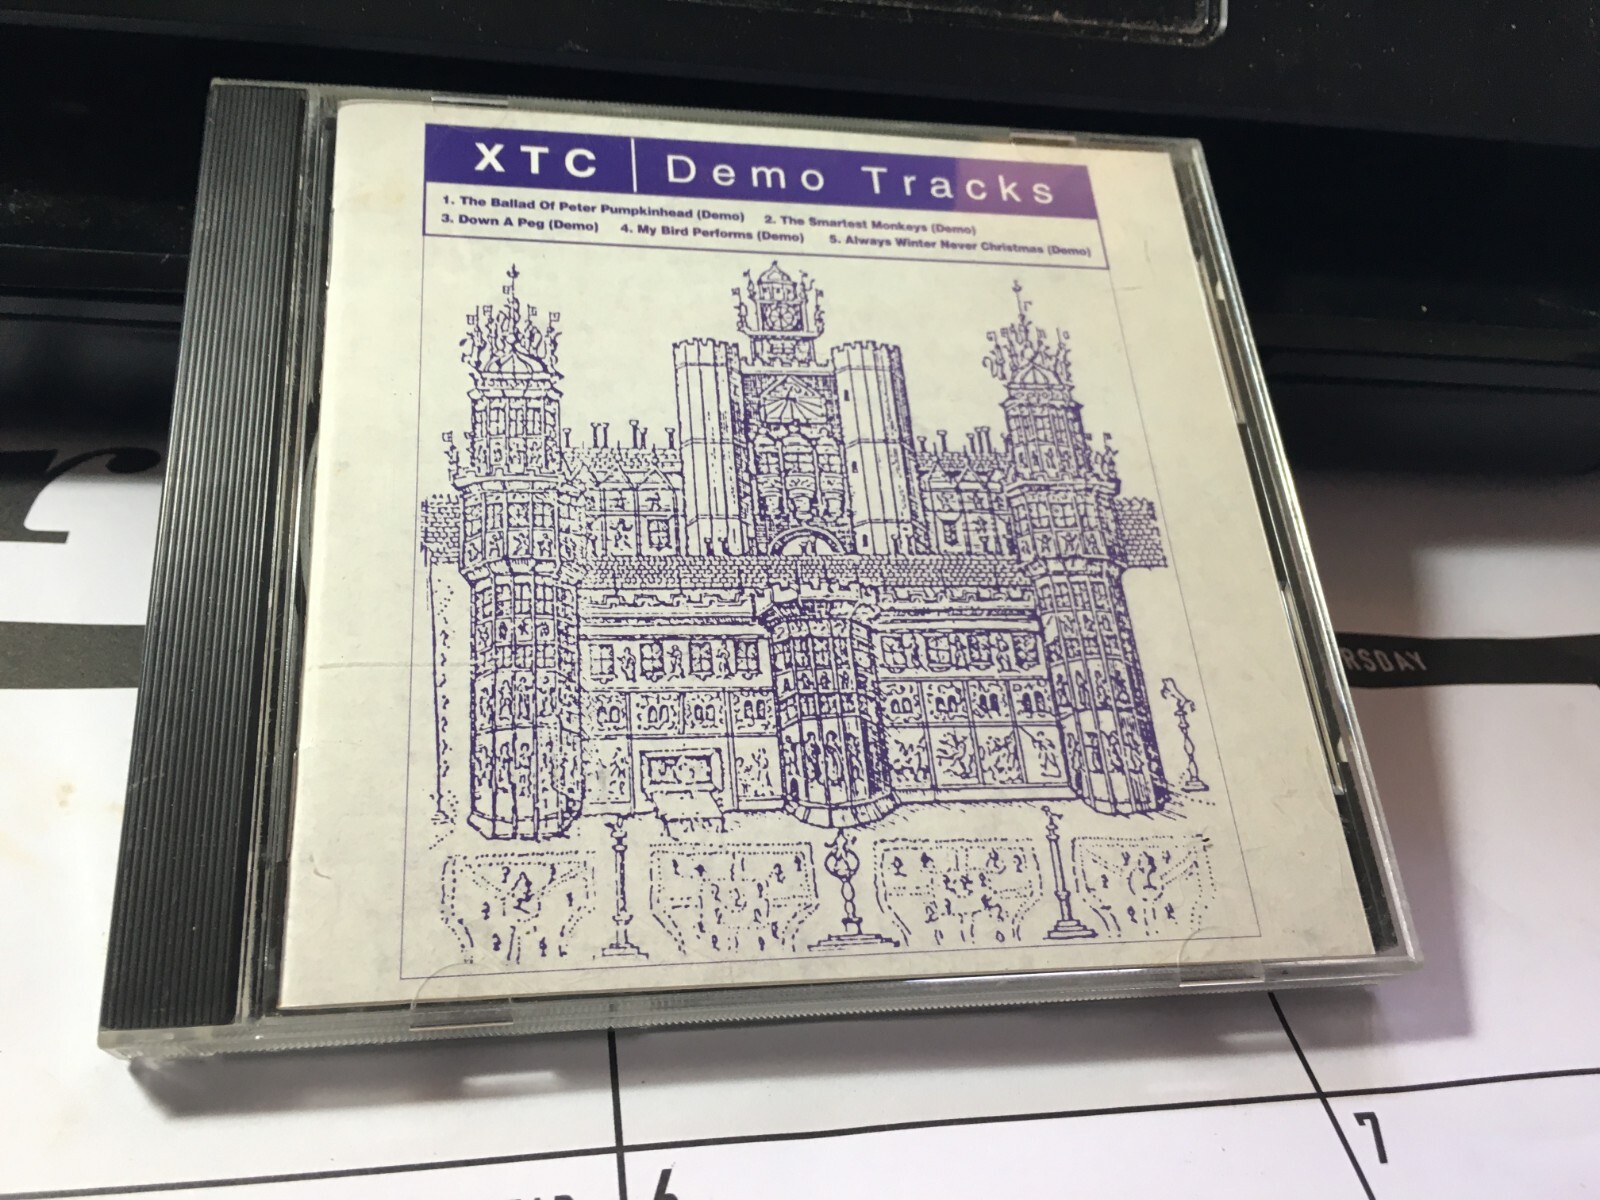 XTC | Demo Tracks
1. The Ballad Of Peter Pumpkinhead (Demo) 2. The Smartest Monkeys (Demo)
3. Down A Peg (Demo) 4. My Bird Performs (Demo) 5. Always Winter Never Christmas (Demo)
r
RSDAY
7
6